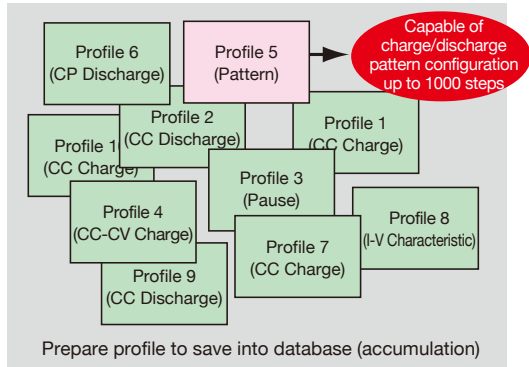 Profile 6
(CP Discharge)
Profile 5
(Pattern)
Capable of
charge/discharge
pattern configuration
up to 1000 steps
Profile 2
(CC Discharge)
Profile 1
(CC Charge)
Profile
(CC Charge)
Profile 3
(Pause)
Profile 4
(CC-CV Charge)
Profile 8
(I-V Characteristic)
Profile 7
(CC Charge)
Profile 9
(CC Discharge)
Prepare profile to save into database (accumulation)